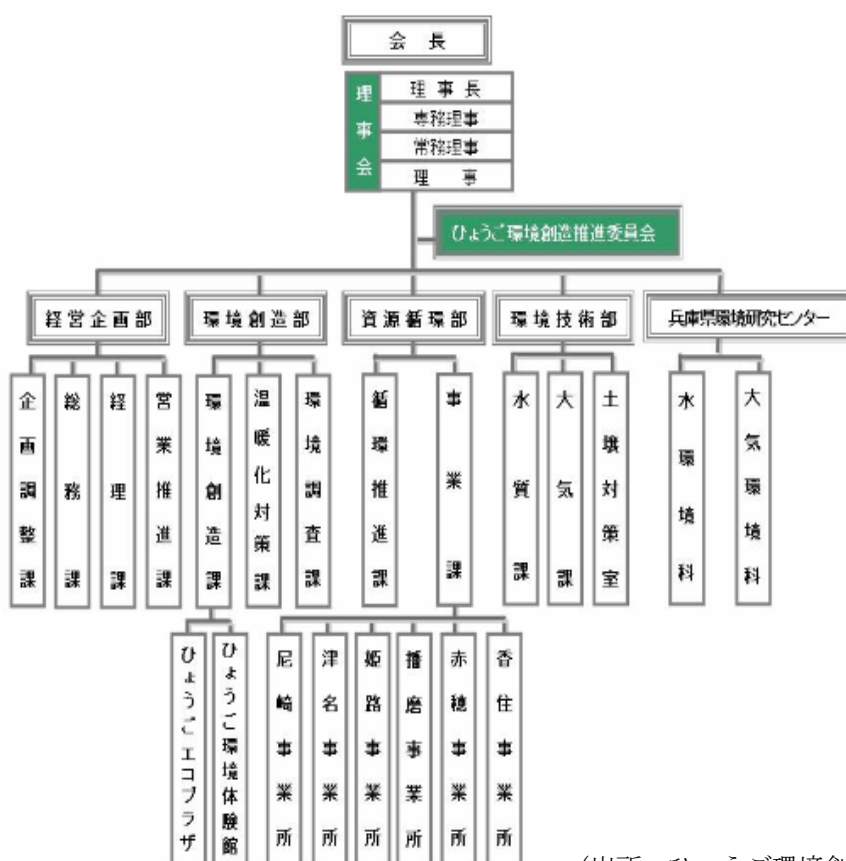 会長
理事会
理事長
専務理事
常務理事
理事
ひょうご環境創造推進委員会
経営企画部
環境創造部
資源循環部
環境技術部
兵庫県環境研究センター
企画調整課
総務課
経理課
営業推進課
環境創造課
温暖化対策課
環境調査課
循環推進課
事業課
水質課
大気課
土壌対策室
水環境科
大気環境科
ひょうごエコプラザ
ひょうご環境体験館
尼崎事業所
津名事業所
姫路事業所
播磨事業所
赤穂事業所
香住事業所